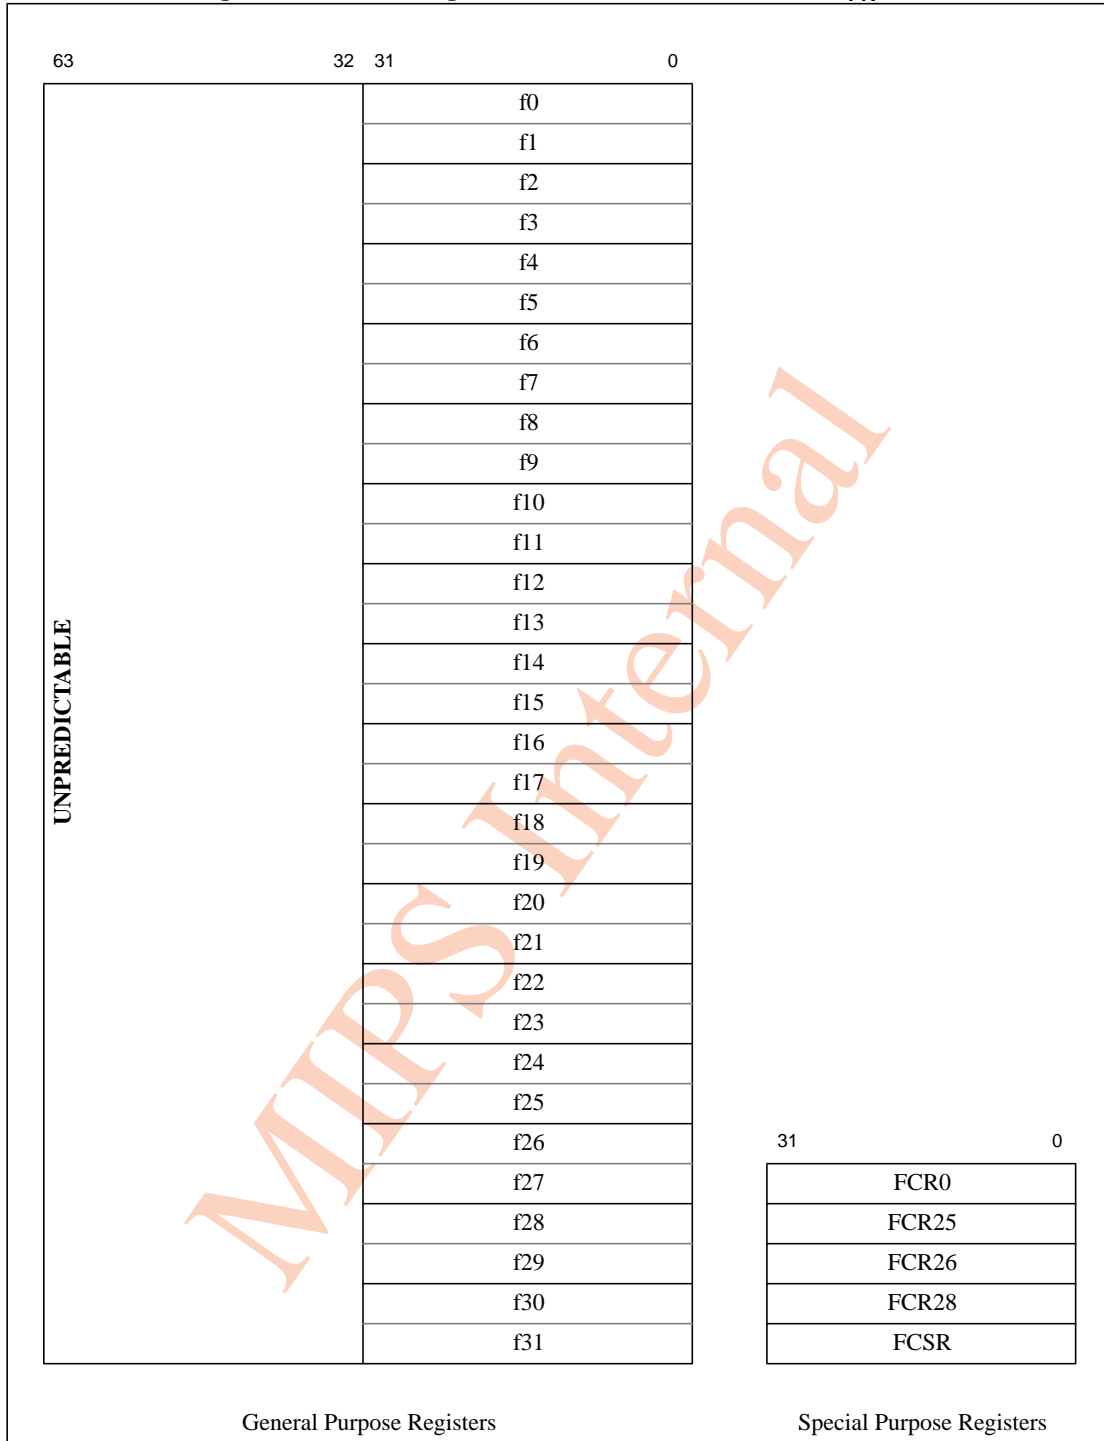 63 32 31 0
f0
f1
f2
f3
f4
f5
f6
f7
f8
f9
f10
f11
f12
f13
f14
f15
f16
f17
f18
f19
f20
f21
f22
f23
f24
f25
f26
f27
f28
f29
f30
f31
UNPREDICTABLE
31 0
FCR0
FCR25
FCR26
FCR28
FCSR
General Purpose Registers
Special Purpose Registers
MIPS Internal